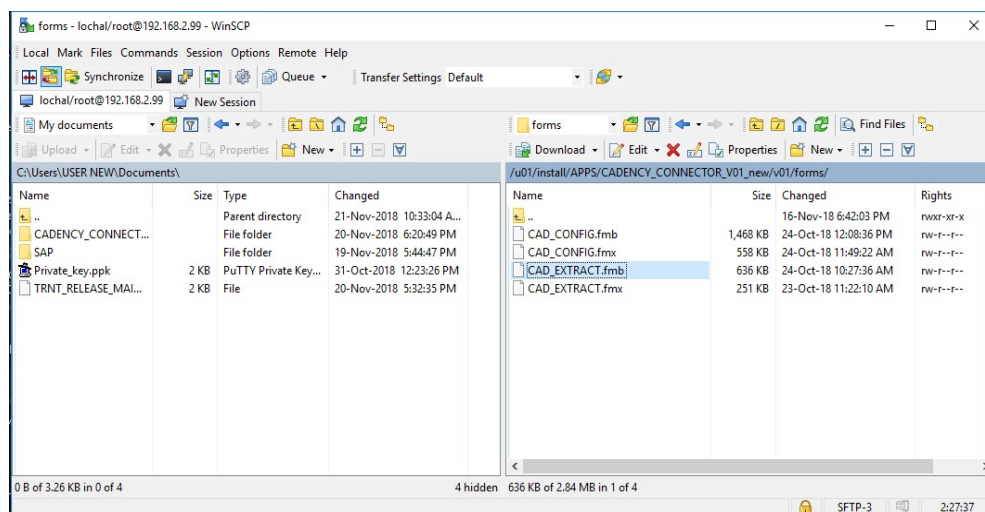 forms - lochal/root@192.168.2.99 - WinSCP
Local Mark Files Commands Session Options Remote Help
Synchronize Queue Transfer Settings Default
lochal/root@192.168.2.99 New Session
My documents forms Find Files
Upload Edit Properties New Download Edit Properties New
C:\Users\USER NEW\Documents\ /u01/install/APPS/CADENCY_CONNECTOR_V01_new/v01/forms/
Name Size Type Changed Name Size Changed Rights
.. Parent directory 21-Nov-2018 10:33:04 A... .. 16-Nov-18 6:42:03 PM rwxr-xr-x
CADENCY_CONNECT... File folder 20-Nov-2018 6:20:49 PM CAD_CONFIG.fmb 1,468 KB 24-Oct-18 12:08:36 PM rw-r--r--
SAP File folder 19-Nov-2018 5:44:47 PM CAD_CONFIG.fmx 558 KB 24-Oct-18 11:49:22 AM rw-r--r--
Private_key.ppk 2 KB PuTTY Private Key... 31-Oct-2018 12:23:26 PM CAD_EXTRACT.fmb 636 KB 24-Oct-18 10:27:36 AM rw-r--r--
TRNT_RELEASE_MAI... 2 KB File 20-Nov-2018 5:32:35 PM CAD_EXTRACT.fmx 251 KB 23-Oct-18 11:22:10 AM rw-r--r--
0 B of 3.26 KB in 0 of 4 4 hidden 636 KB of 2.84 MB in 1 of 4
SFTP-3 2:27:37